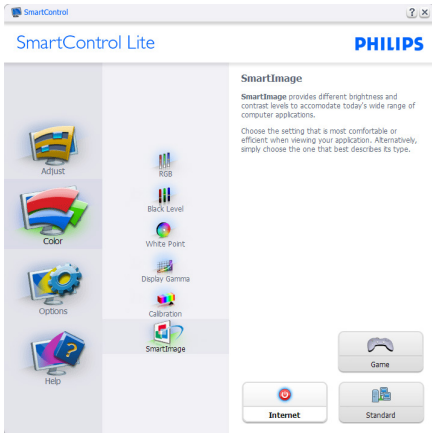 SmartControl
SmartControl Lite
PHILIPS
Adjust
Color
Options
Help
RGB
Black Level
White Point
Display Gamma
Calibration
SmartImage
SmartImage
SmartImage provides different brightness and
contrast levels to accomodate today's wide range of
computer applications.
Choose the setting that is most comfortable or
efficient when viewing your application. Alternatively,
simply choose the one that best describes its type.
Game
Internet
Standard